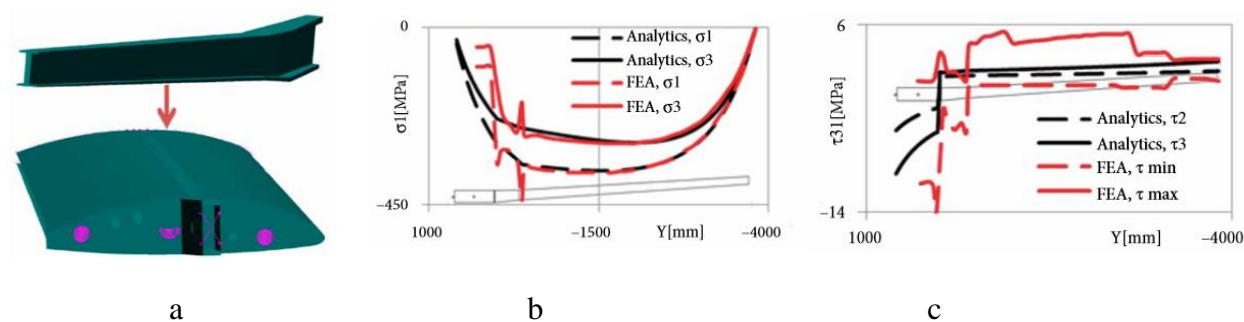 0
Analytics, σ1
Analytics, σ3
FEA, σ1
FEA, σ3
σ1[MPa]
–450
1000
–1500
Y[mm]
–4000
6
Analytics, τ2
Analytics, τ3
FEA, τ min
FEA, τ max
τ31[MPa]
–14
1000
Y[mm]
–4000
a
b
c